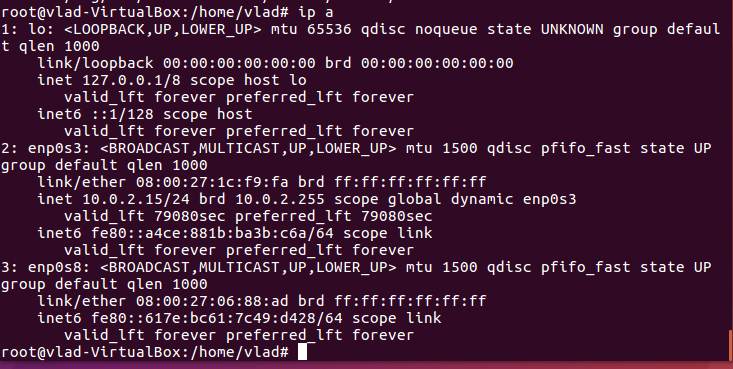 root@vlad-VirtualBox:/home/vlad# ip a
1: lo: <LOOPBACK,UP,LOWER_UP> mtu 65536 qdisc noqueue state UNKNOWN group defaul
t qlen 1000
    link/loopback 00:00:00:00:00:00 brd 00:00:00:00:00:00
    inet 127.0.0.1/8 scope host lo
       valid_lft forever preferred_lft forever
    inet6 ::1/128 scope host
       valid_lft forever preferred_lft forever
2: enp0s3: <BROADCAST,MULTICAST,UP,LOWER_UP> mtu 1500 qdisc pfifo_fast state UP
group default qlen 1000
    link/ether 08:00:27:1c:f9:fa brd ff:ff:ff:ff:ff:ff
    inet 10.0.2.15/24 brd 10.0.2.255 scope global dynamic enp0s3
       valid_lft 79080sec preferred_lft 79080sec
    inet6 fe80::a4ce:881b:ba3b:c6a/64 scope link
       valid_lft forever preferred_lft forever
3: enp0s8: <BROADCAST,MULTICAST,UP,LOWER_UP> mtu 1500 qdisc pfifo_fast state UP
group default qlen 1000
    link/ether 08:00:27:06:88:ad brd ff:ff:ff:ff:ff:ff
    inet6 fe80::617e:bc61:7c49:d428/64 scope link
       valid_lft forever preferred_lft forever
root@vlad-VirtualBox:/home/vlad#